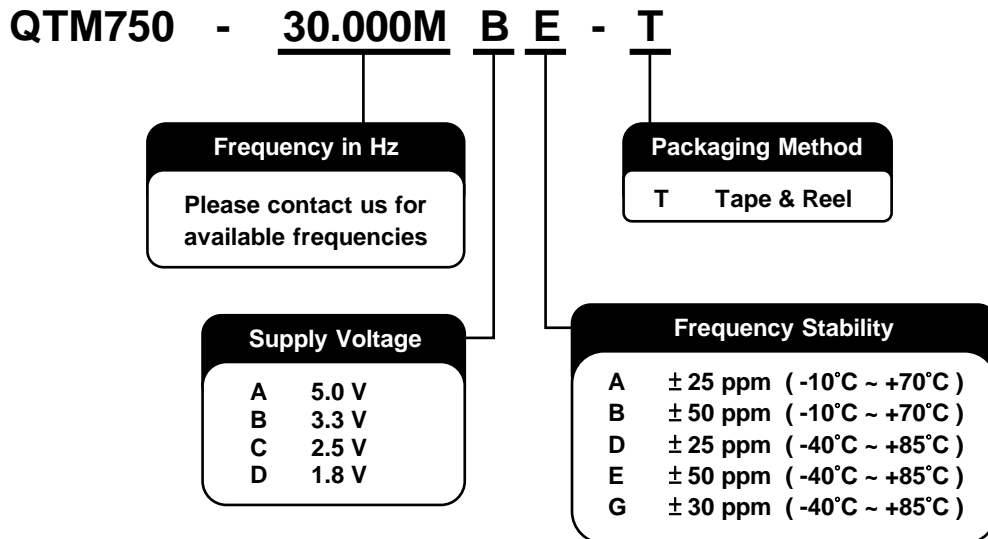 QTM750 - 30.000M B E - T
Frequency in Hz
Please contact us for
available frequencies
Packaging Method
T Tape & Reel
Supply Voltage
A 5.0 V
B 3.3 V
C 2.5 V
D 1.8 V
Frequency Stability
A ± 25 ppm ( -10°C ~ +70°C )
B ± 50 ppm ( -10°C ~ +70°C )
D ± 25 ppm ( -40°C ~ +85°C )
E ± 50 ppm ( -40°C ~ +85°C )
G ± 30 ppm ( -40°C ~ +85°C )